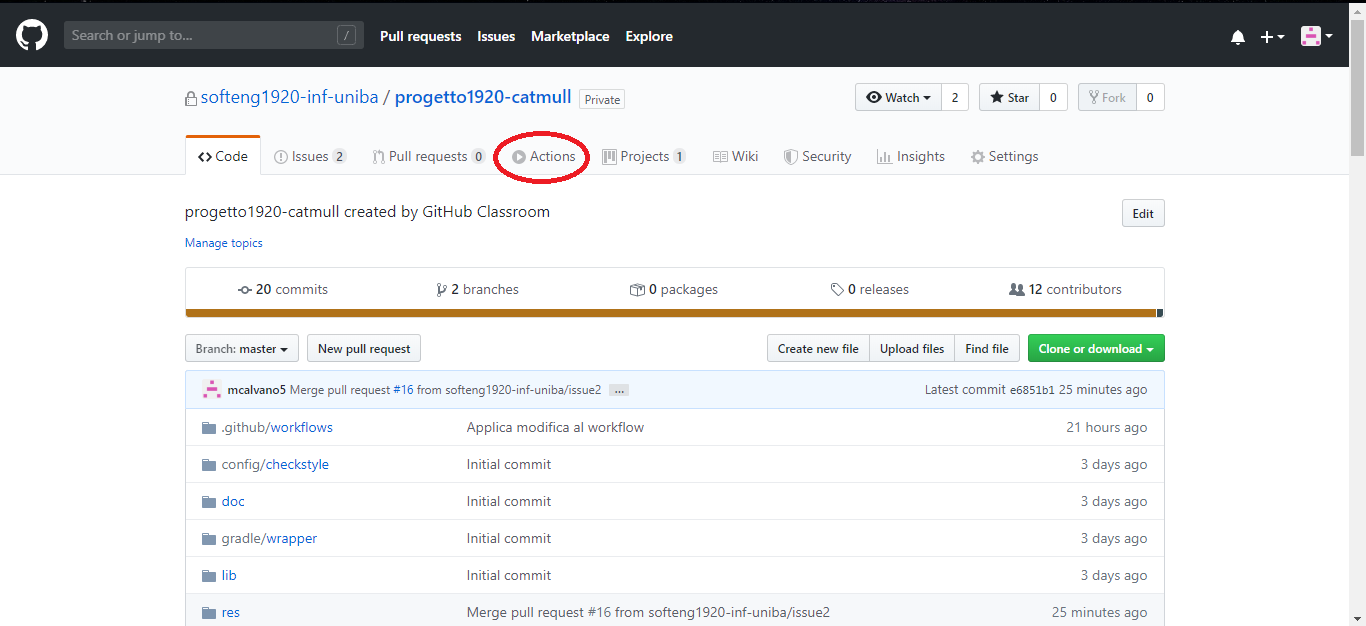 Search or jump to... / Pull requests Issues Marketplace Explore
softeng1920-inf-uniba / progetto1920-catmull Private Watch 2 Star 0 Fork 0
<> Code Issues 2 Pull requests 0 Actions Projects 1 Wiki Security Insights Settings
progetto1920-catmull created by GitHub Classroom Edit
Manage topics
20 commits 2 branches 0 packages 0 releases 12 contributors
Branch: master New pull request Create new file Upload files Find file Clone or download
mcalvano5 Merge pull request #16 from softeng1920-inf-uniba/issue2 ... Latest commit e6851b1 25 minutes ago
.github/workflows Applica modifica al workflow 21 hours ago
config/checkstyle Initial commit 3 days ago
doc Initial commit 3 days ago
gradle/wrapper Initial commit 3 days ago
lib Initial commit 3 days ago
res Merge pull request #16 from softeng1920-inf-uniba/issue2 25 minutes ago